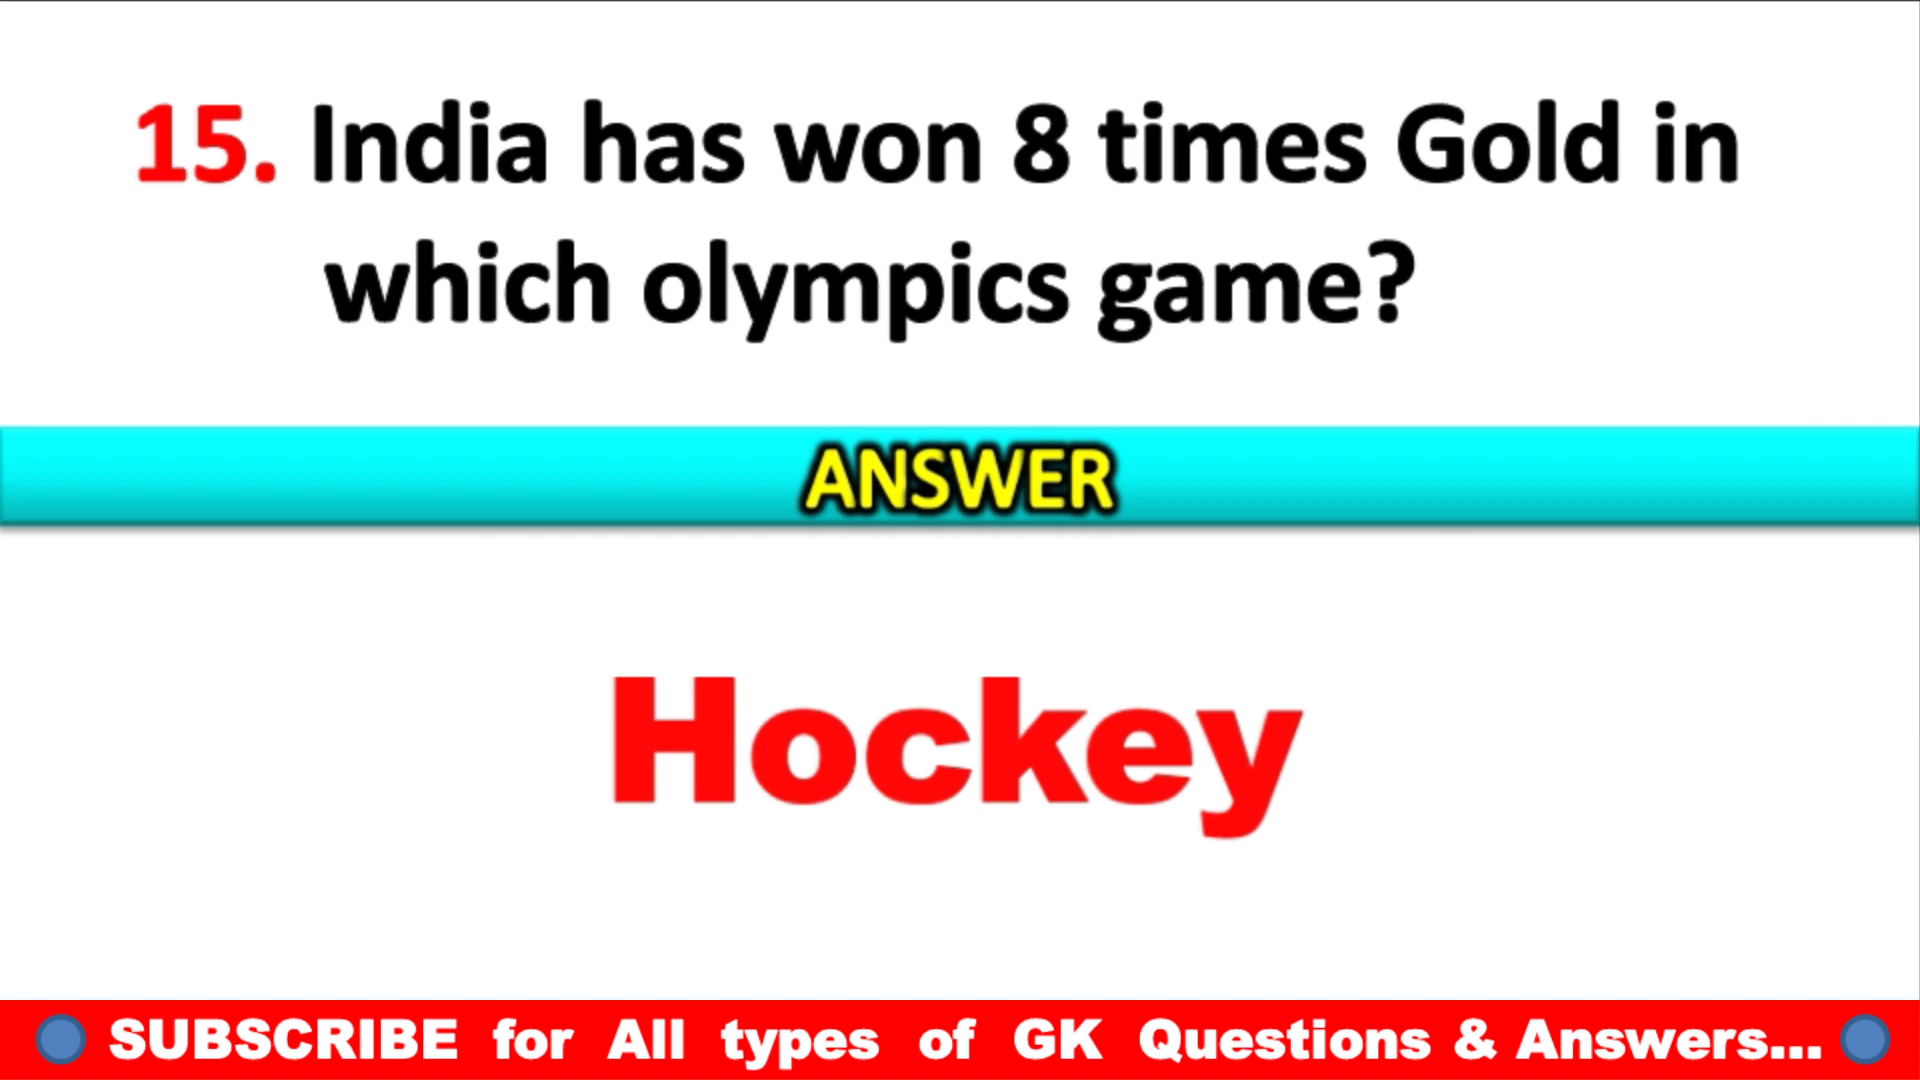 15. India has won 8 times Gold in
which olympics game?
ANSWER
Hockey
SUBSCRIBE for All types of GK Questions & Answers...